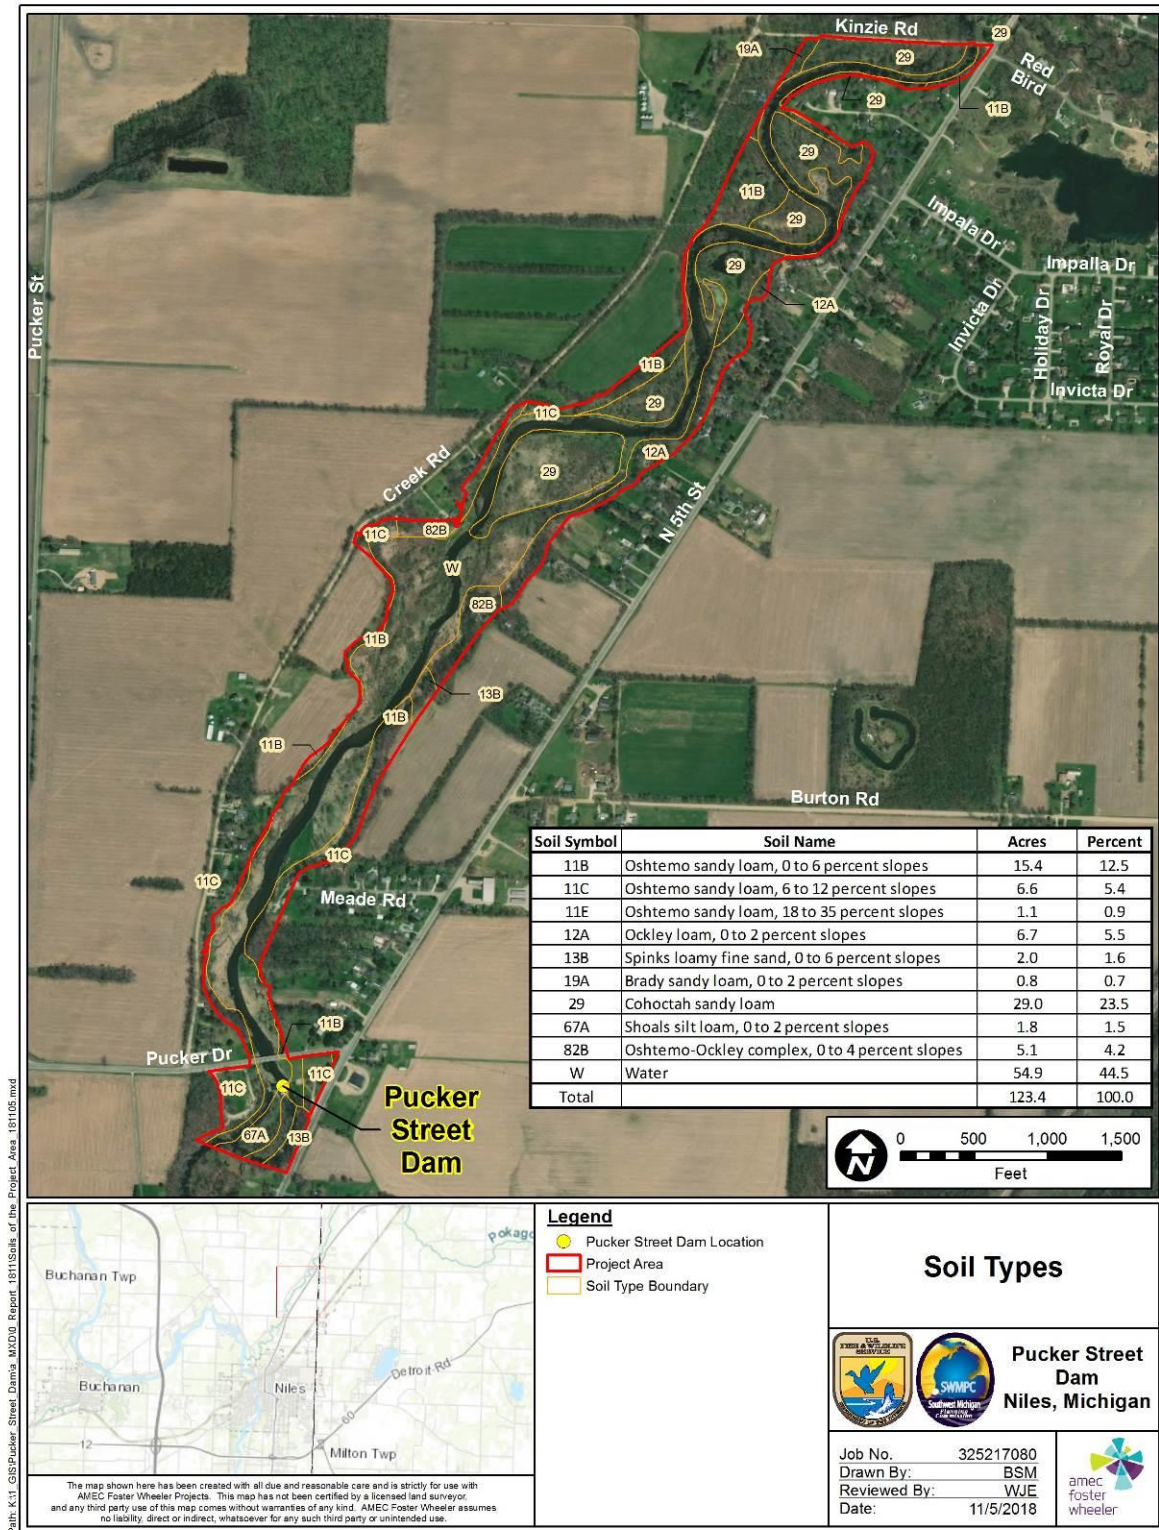 Kinzie Rd
29
19A
29
Red
Bird
29
11B
29
11B
29
Impala Dr
29
Impalla Dr
12A
Invicta Dr
Holiday Dr
Royal Dr
Pucker St
11B
Invicta Dr
29
11C
12A
Creek Rd
29
N 5th St
11C
82B
W
82B
11B
13B
11B
11B
Burton Rd
11C
11C
Meade Rd
11B
Pucker Dr
11C
11C
Pucker
Street
Dam
67A
13B
Soil Symbol Soil Name Acres Percent
11B Oshtemo sandy loam, 0 to 6 percent slopes 15.4 12.5
11C Oshtemo sandy loam, 6 to 12 percent slopes 6.6 5.4
11E Oshtemo sandy loam, 18 to 35 percent slopes 1.1 0.9
12A Ockley loam, 0 to 2 percent slopes 6.7 5.5
13B Spinks loamy fine sand, 0 to 6 percent slopes 2.0 1.6
19A Brady sandy loam, 0 to 2 percent slopes 0.8 0.7
29 Cohoctah sandy loam 29.0 23.5
67A Shoals silt loam, 0 to 2 percent slopes 1.8 1.5
82B Oshtemo-Ockley complex, 0 to 4 percent slopes 5.1 4.2
W Water 54.9 44.5
Total 123.4 100.0
N
0 500 1,000 1,500
Feet
Buchanan Twp
Pokago
Buchanan
Niles
Detroit Rd
60
12
Milton Twp
The map shown here has been created with all due and reasonable care and is strictly for use with
AMEC Foster Wheeler Projects. This map has not been certified by a licensed land surveyor,
and any third party use of this map comes without warranties of any kind. AMEC Foster Wheeler assumes
no liability, direct or indirect, whatsoever for any such third party or unintended use.
Legend
Pucker Street Dam Location
Project Area
Soil Type Boundary
Soil Types
U.S.
FISH & WILDLIFE
SERVICE
SWMPC
Southwest Michigan
Planning
Commission
Pucker Street
Dam
Niles, Michigan
Job No. 325217080
Drawn By: BSM
Reviewed By: WJE
Date: 11/5/2018
amec
foster
wheeler